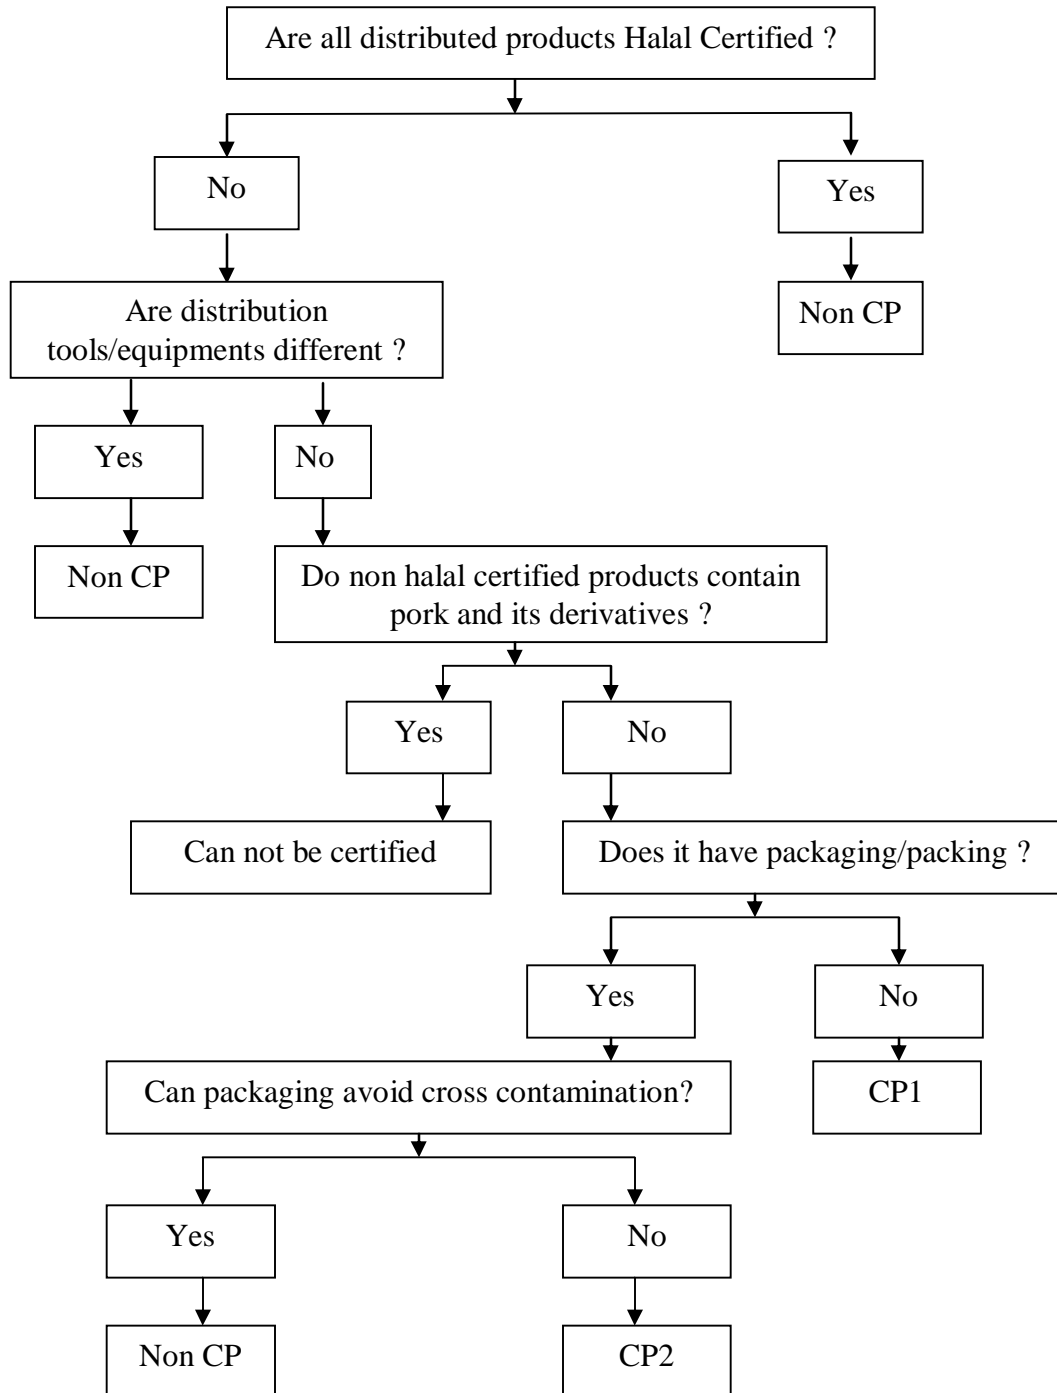 Are all distributed products Halal Certified ?
No
Yes
Are distribution
tools/equipments different ?
Non CP
Yes
No
Non CP
Do non halal certified products contain
pork and its derivatives ?
Yes
No
Can not be certified
Does it have packaging/packing ?
Yes
No
Can packaging avoid cross contamination?
CP1
Yes
No
Non CP
CP2